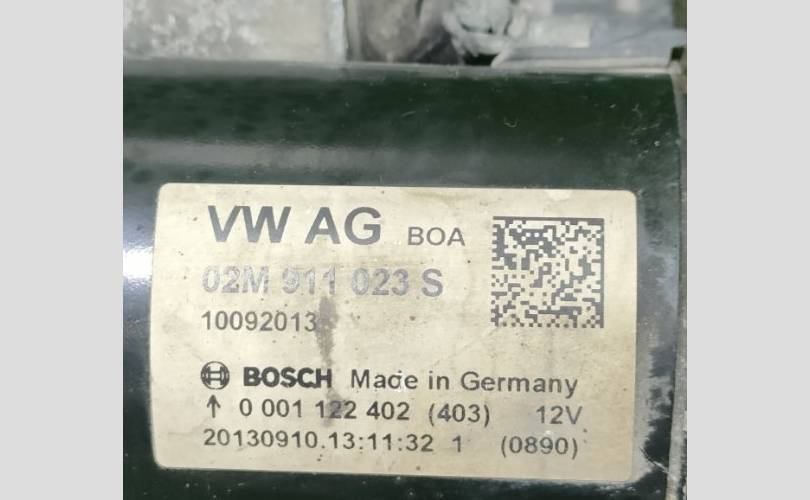 VW AG BOA
02M 911 023 S
10092013
BOSCH Made in Germany
↑ 0 001 122 402 (403) 12V
20130910.13:11:32 1 (0890)